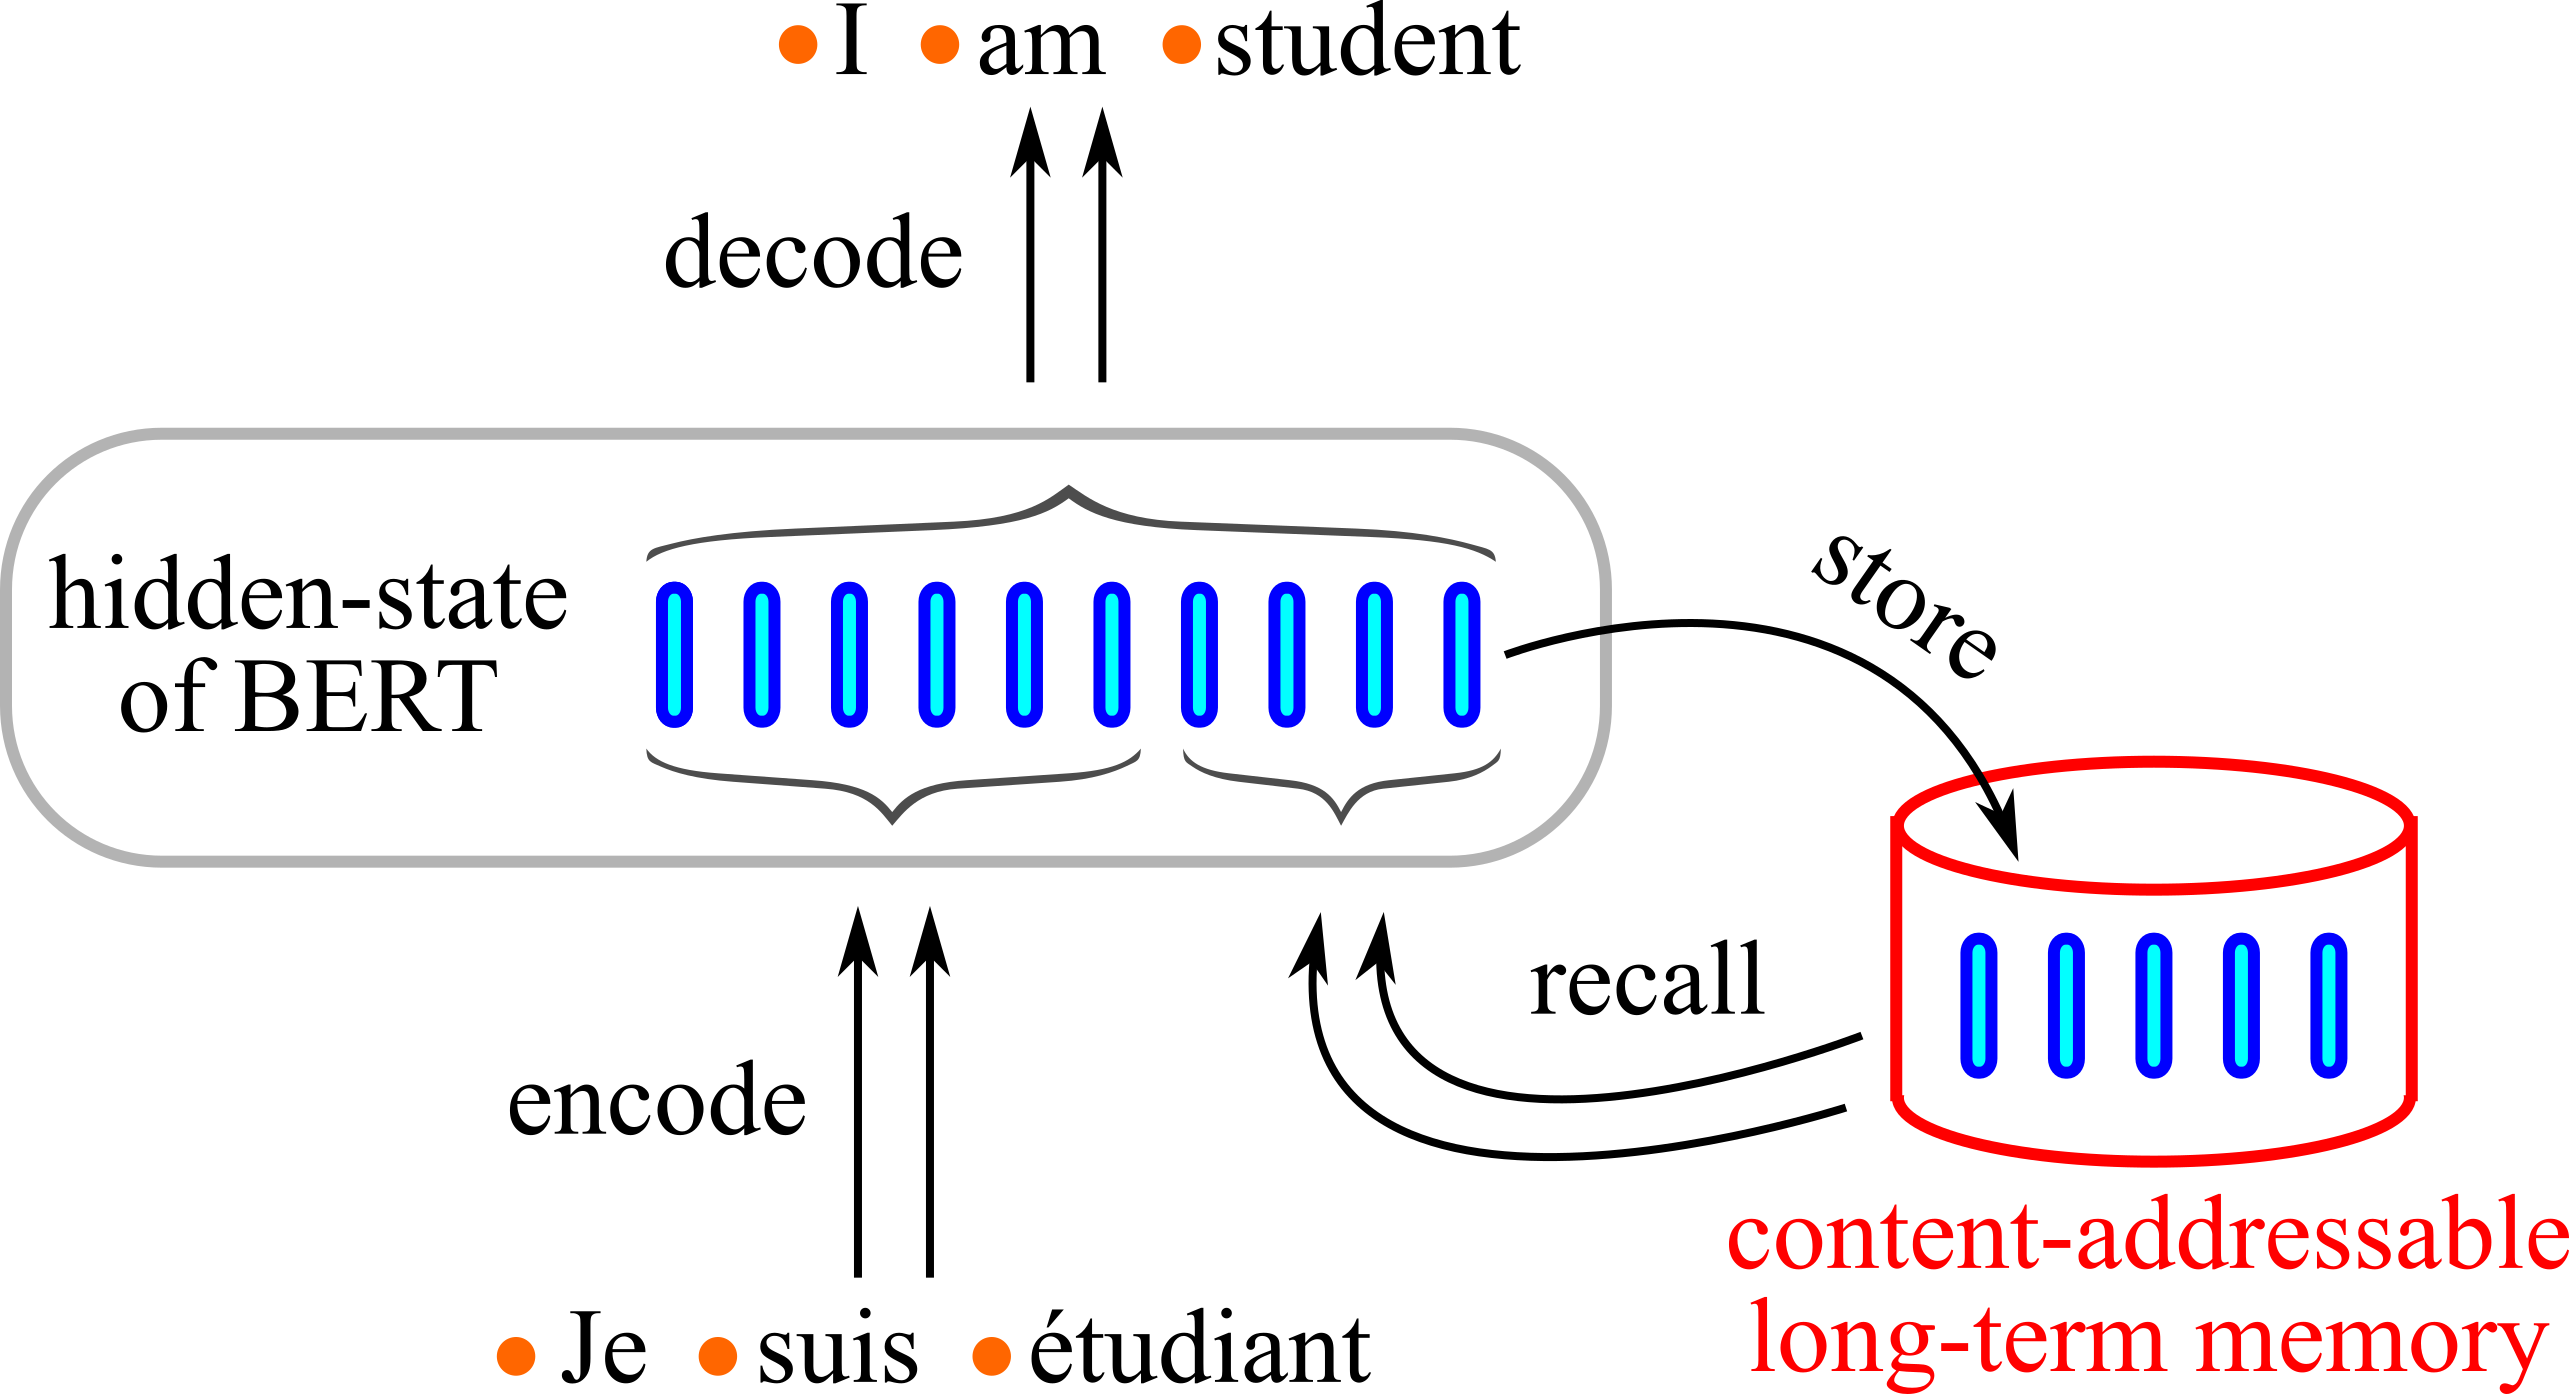 I am student
decode
hidden-state
of BERT
store
recall
encode
content-addressable
long-term memory
Je suis étudiant